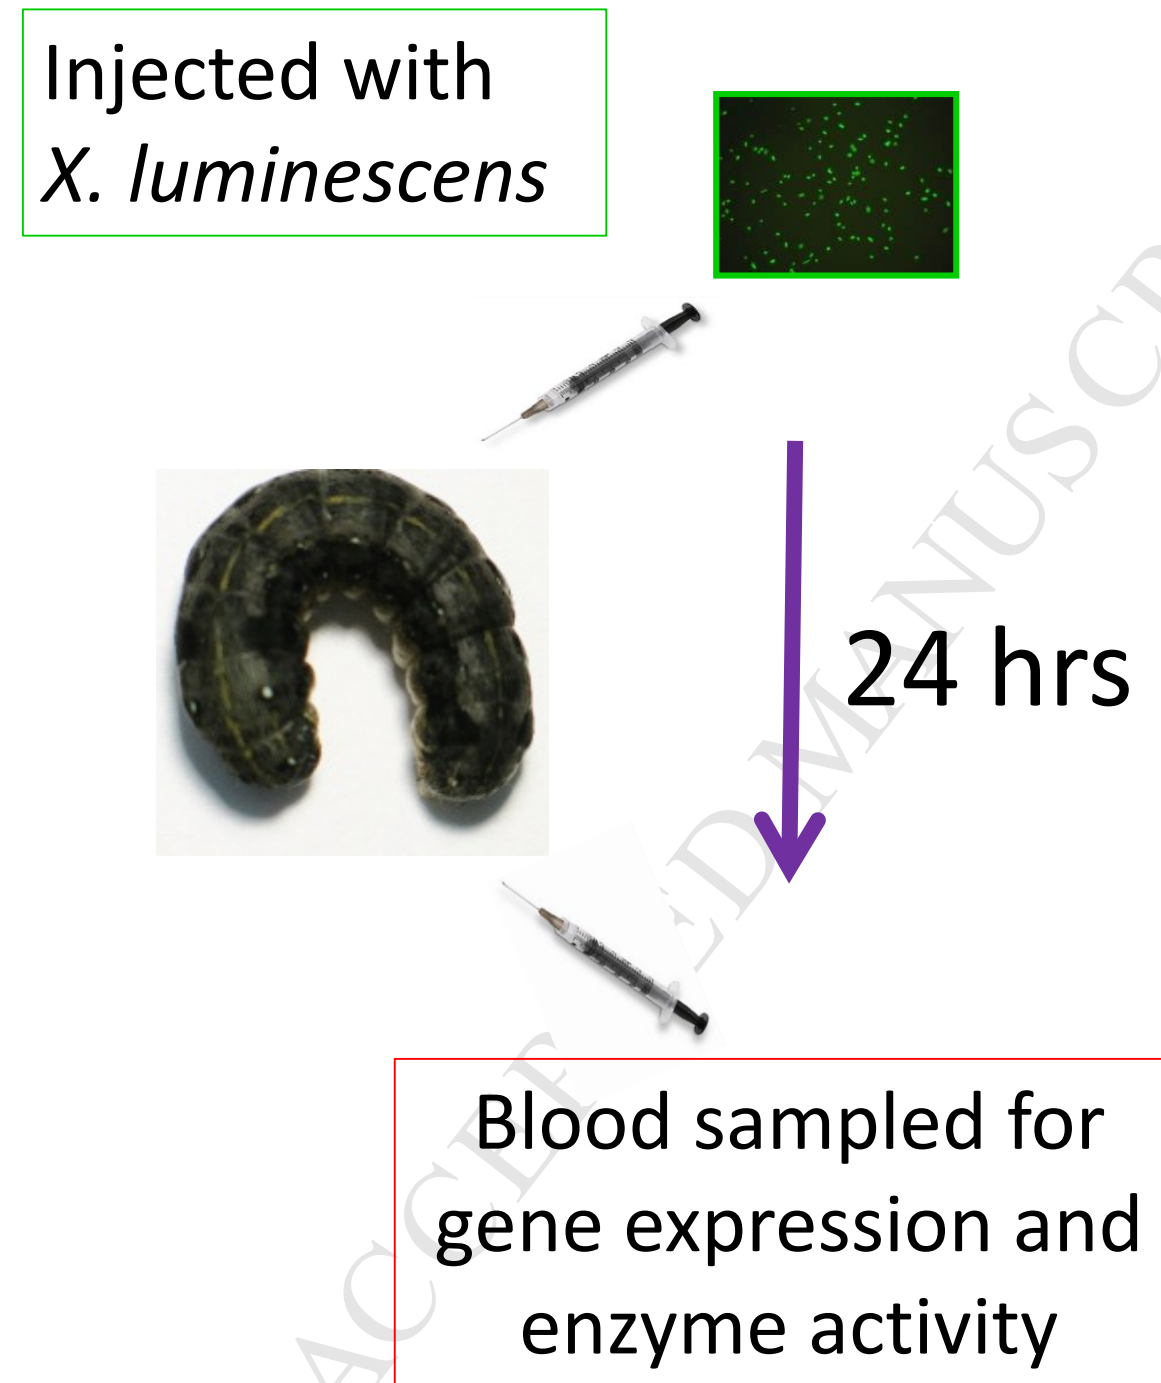 Injected with
X. luminescens
24 hrs
Blood sampled for
gene expression and
enzyme activity